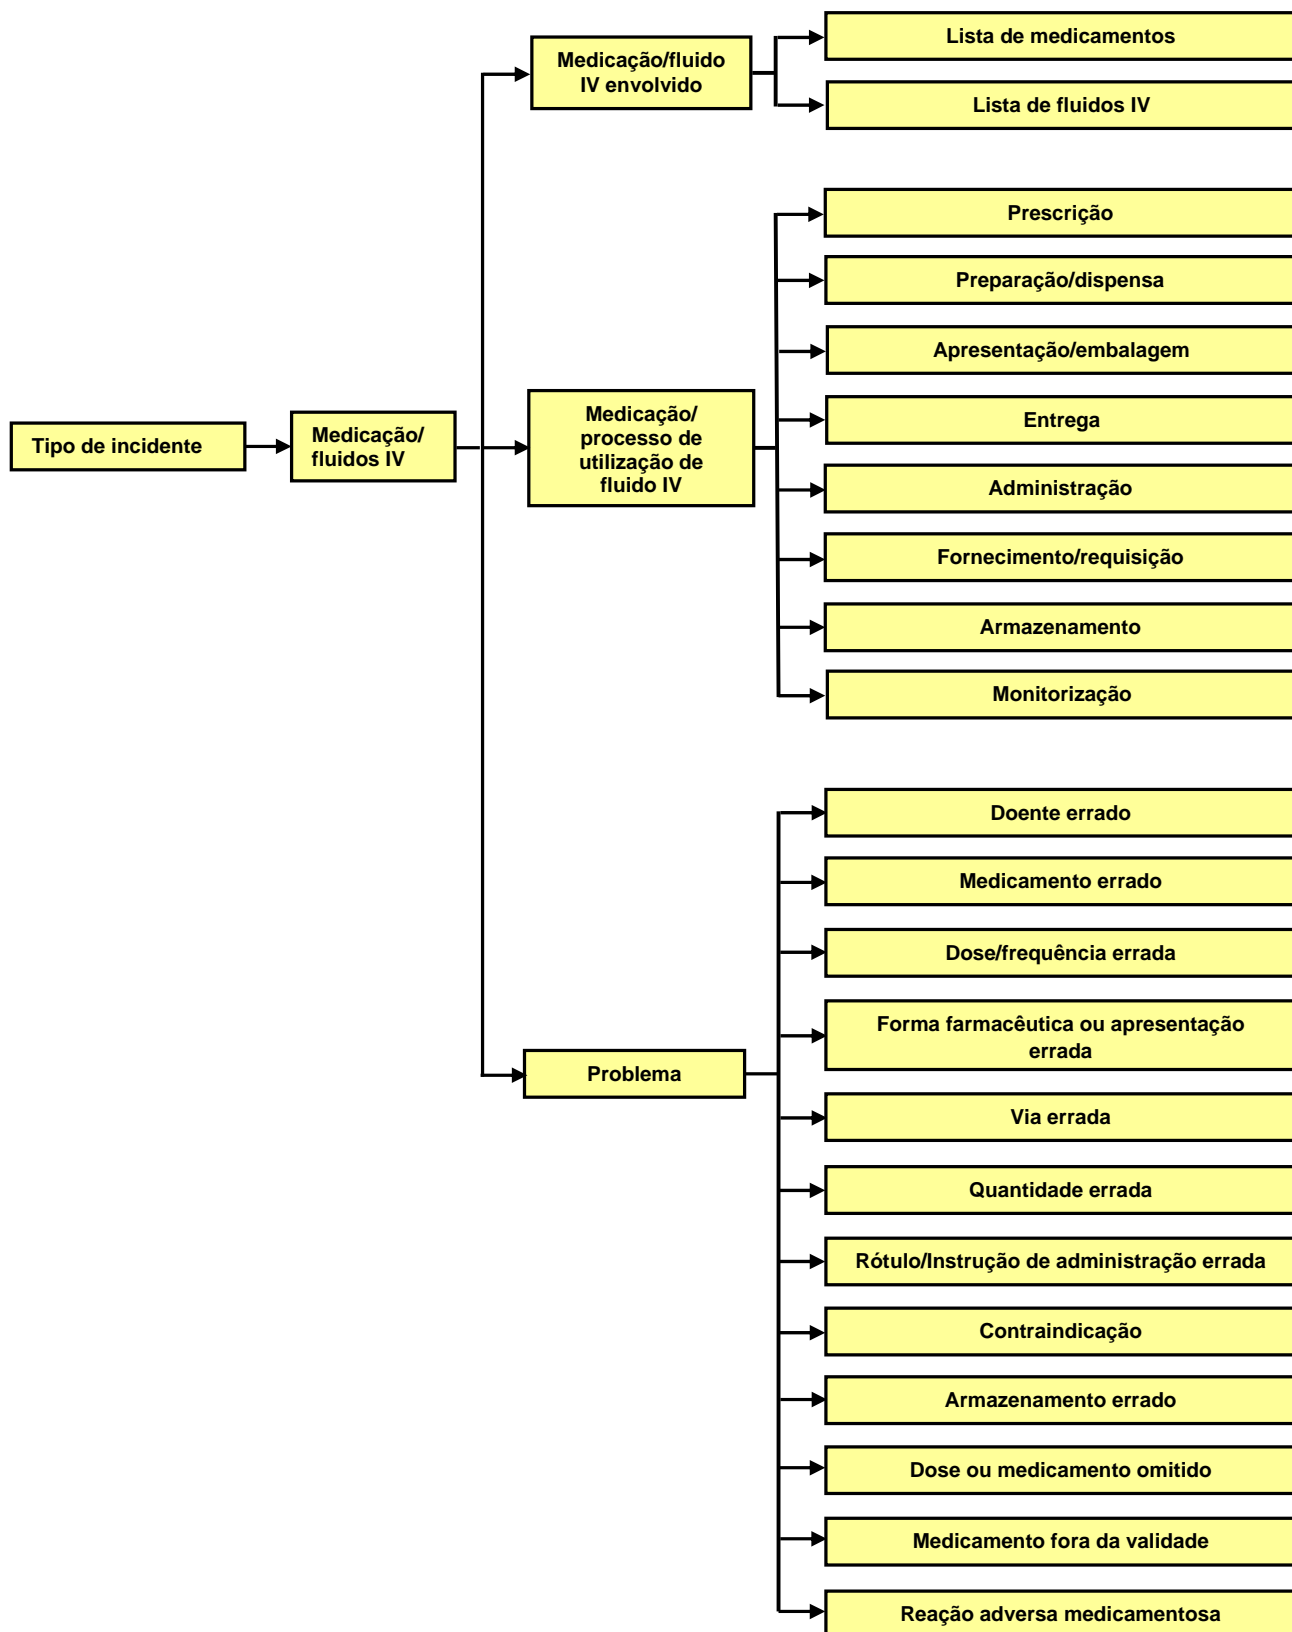 Tipo de incidente
Medicação/
fluidos IV
Medicação/fluido
IV envolvido
Lista de medicamentos
Lista de fluidos IV
Medicação/
processo de
utilização de
fluido IV
Prescrição
Preparação/dispensa
Apresentação/embalagem
Entrega
Administração
Fornecimento/requisição
Armazenamento
Monitorização
Problema
Doente errado
Medicamento errado
Dose/frequência errada
Forma farmacêutica ou apresentação
errada
Via errada
Quantidade errada
Rótulo/Instrução de administração errada
Contraindicação
Armazenamento errado
Dose ou medicamento omitido
Medicamento fora da validade
Reação adversa medicamentosa